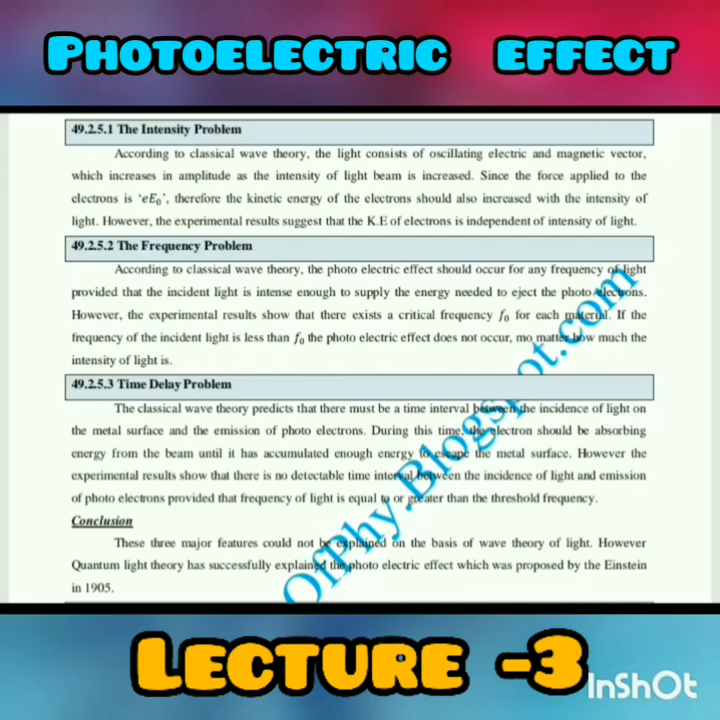 PHOTOELECTRIC EFFECT
49.2.5.1 The Intensity Problem
According to classical wave theory, the light consists of oscillating electric and magnetic vector,
which increases in amplitude as the intensity of light beam is increased. Since the force applied to the
electrons is ‘eE₀’, therefore the kinetic energy of the electrons should also increased with the intensity of
light. However, the experimental results suggest that the K.E of electrons is independent of intensity of light.
49.2.5.2 The Frequency Problem
According to classical wave theory, the photo electric effect should occur for any frequency of light
provided that the incident light is intense enough to supply the energy needed to eject the photo electrons.
However, the experimental results show that there exists a critical frequency f₀ for each material. If the
frequency of the incident light is less than f₀ the photo electric effect does not occur, mo matter how much the
intensity of light is.
49.2.5.3 Time Delay Problem
The classical wave theory predicts that there must be a time interval between the incidence of light on
the metal surface and the emission of photo electrons. During this time, the electron should be absorbing
energy from the beam until it has accumulated enough energy to escape the metal surface. However the
experimental results show that there is no detectable time interval between the incidence of light and emission
of photo electrons provided that frequency of light is equal to or greater than the threshold frequency.
Conclusion
These three major features could not be explained on the basis of wave theory of light. However
Quantum light theory has successfully explained the photo electric effect which was proposed by the Einstein
in 1905.
OfPhy.Blogspot.com
LECTURE -3
InShOt